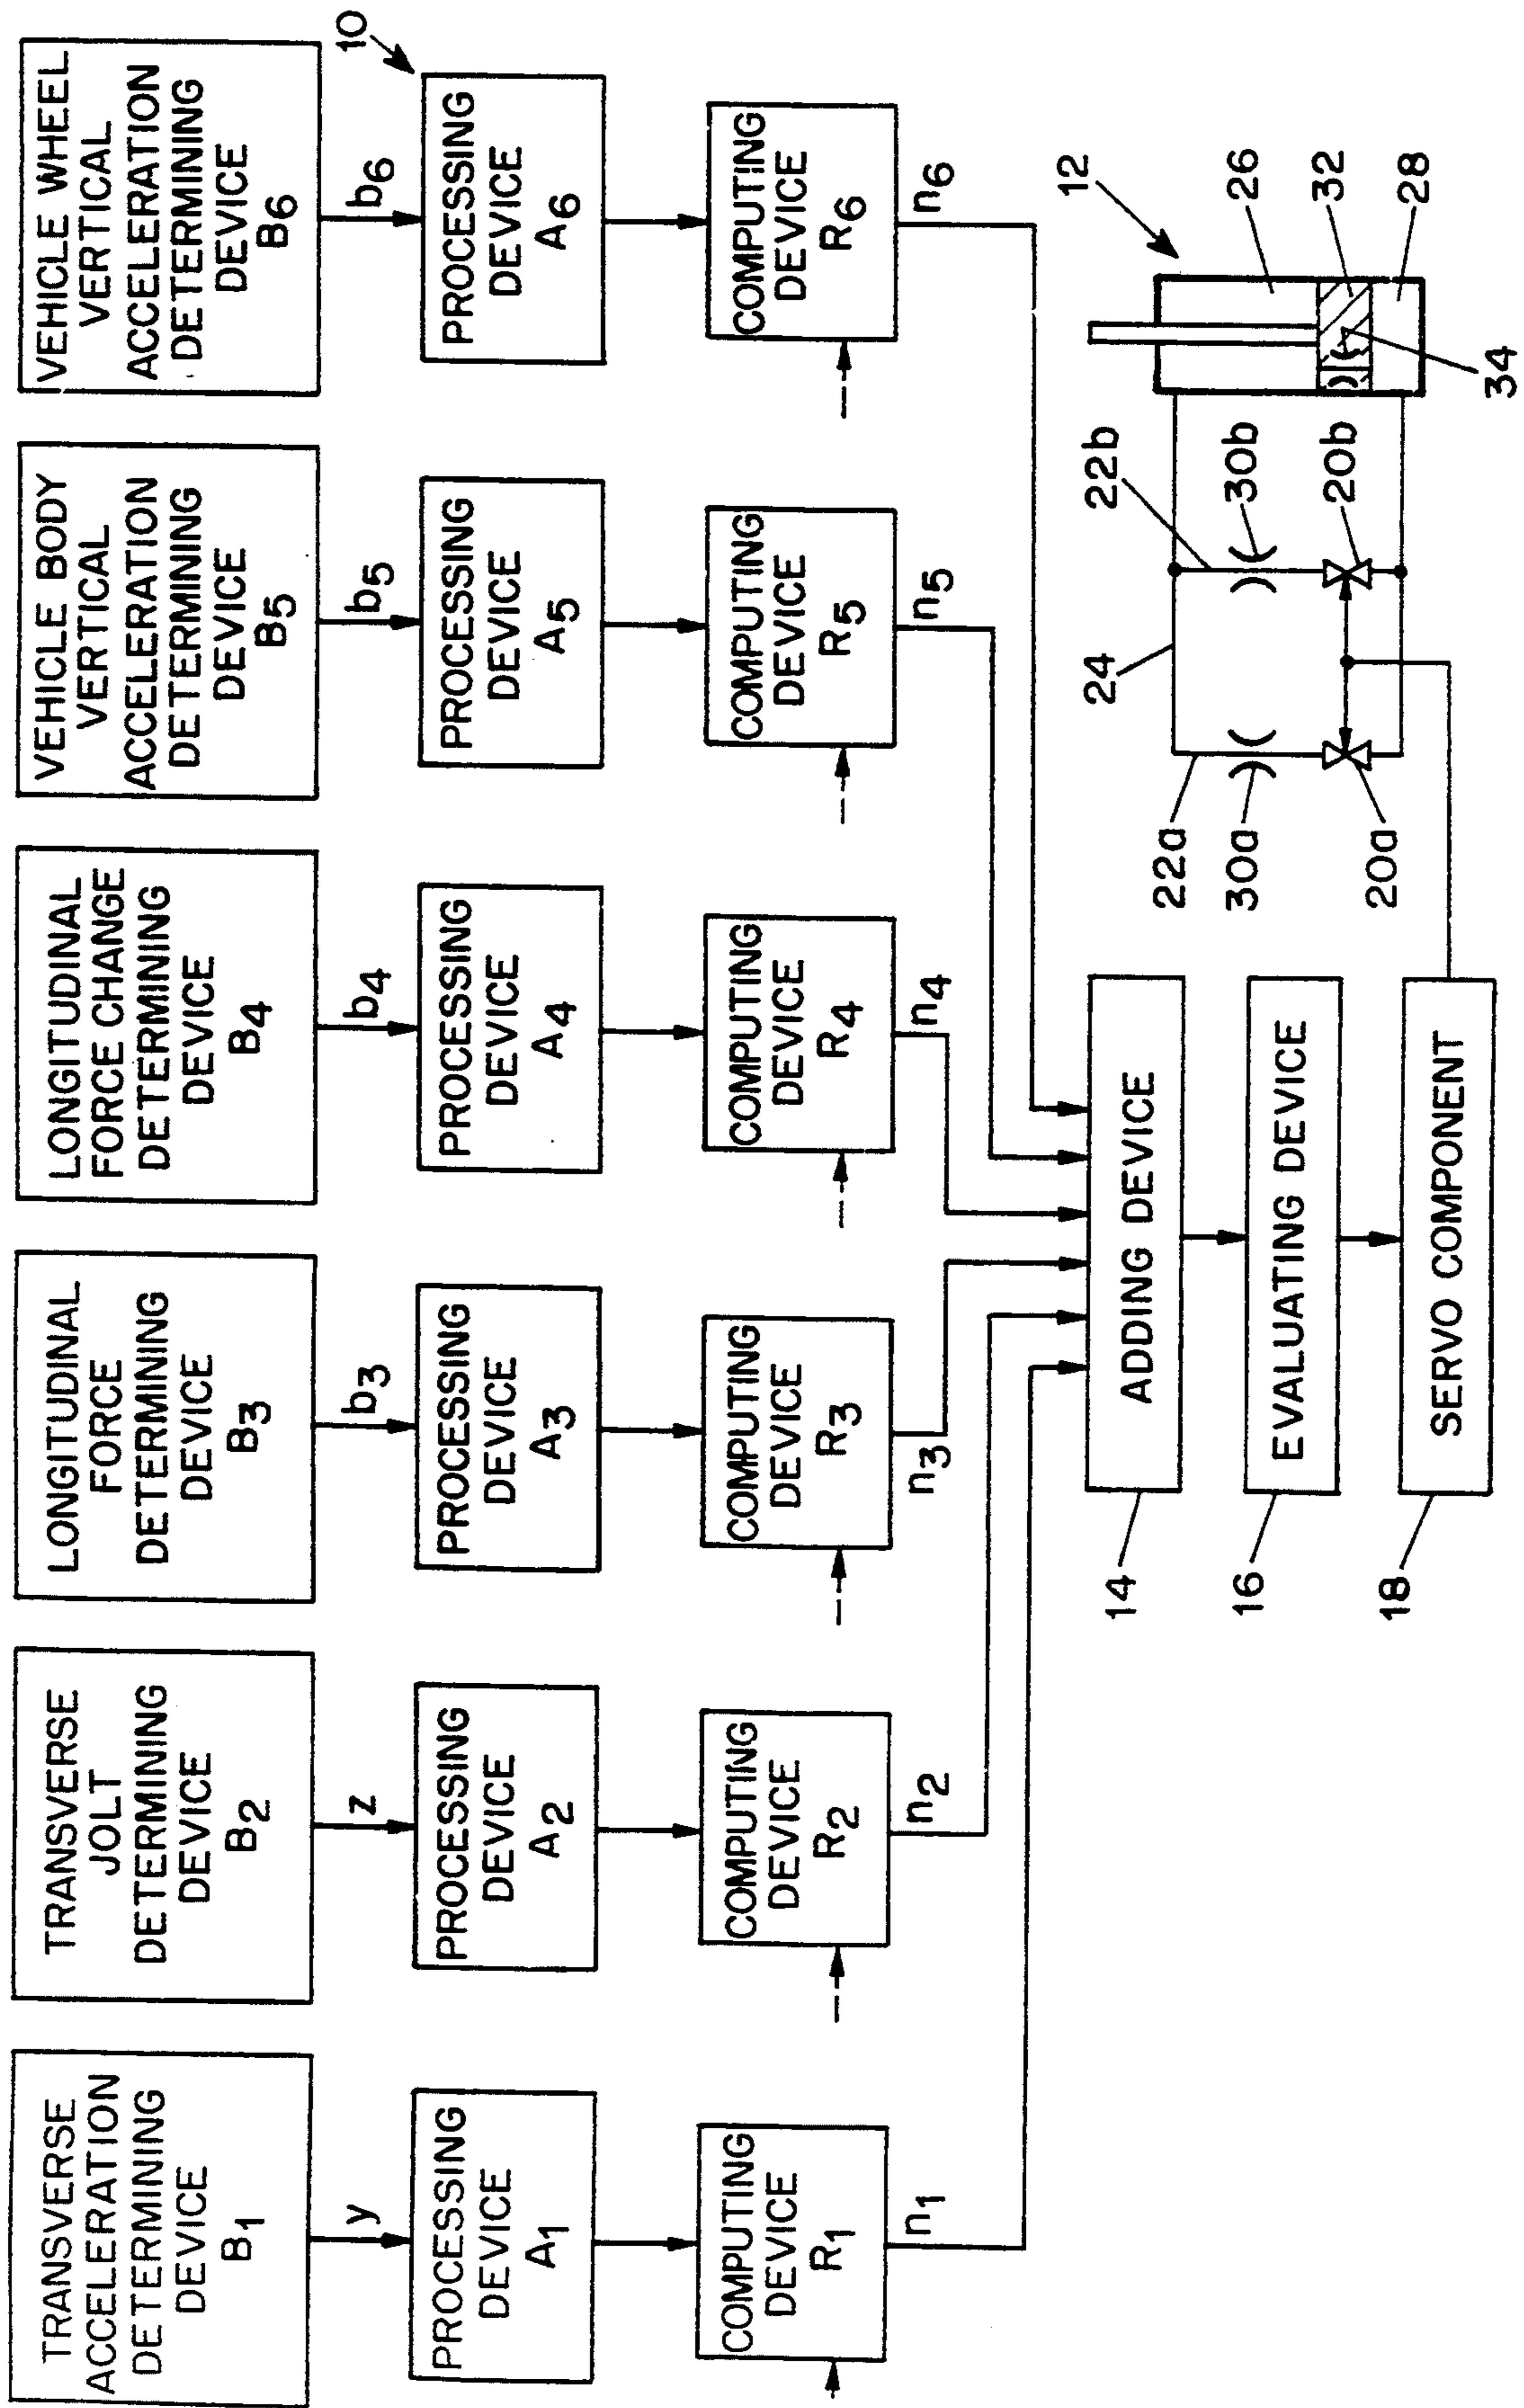 TRANSVERSE
ACCELERATION
DETERMINING
DEVICE
B1
y
PROCESSING
DEVICE
A1
COMPUTING
DEVICE
R1
n1
TRANSVERSE
JOLT
DETERMINING
DEVICE
B2
z
PROCESSING
DEVICE
A2
COMPUTING
DEVICE
R2
n2
LONGITUDINAL
FORCE
DETERMINING
DEVICE
B3
b3
PROCESSING
DEVICE
A3
COMPUTING
DEVICE
R3
n3
LONGITUDINAL
FORCE CHANGE
DETERMINING
DEVICE
B4
b4
PROCESSING
DEVICE
A4
COMPUTING
DEVICE
R4
n4
VEHICLE BODY
VERTICAL
ACCELERATION
DETERMINING
DEVICE
B5
b5
PROCESSING
DEVICE
A5
COMPUTING
DEVICE
R5
n5
VEHICLE WHEEL
VERTICAL
ACCELERATION
DETERMINING
DEVICE
B6
b6
10
PROCESSING
DEVICE
A6
COMPUTING
DEVICE
R6
n6
14
ADDING DEVICE
16
EVALUATING DEVICE
18
SERVO COMPONENT
12
24
22b
22a
30b
30a
20b
20a
26
32
28
34